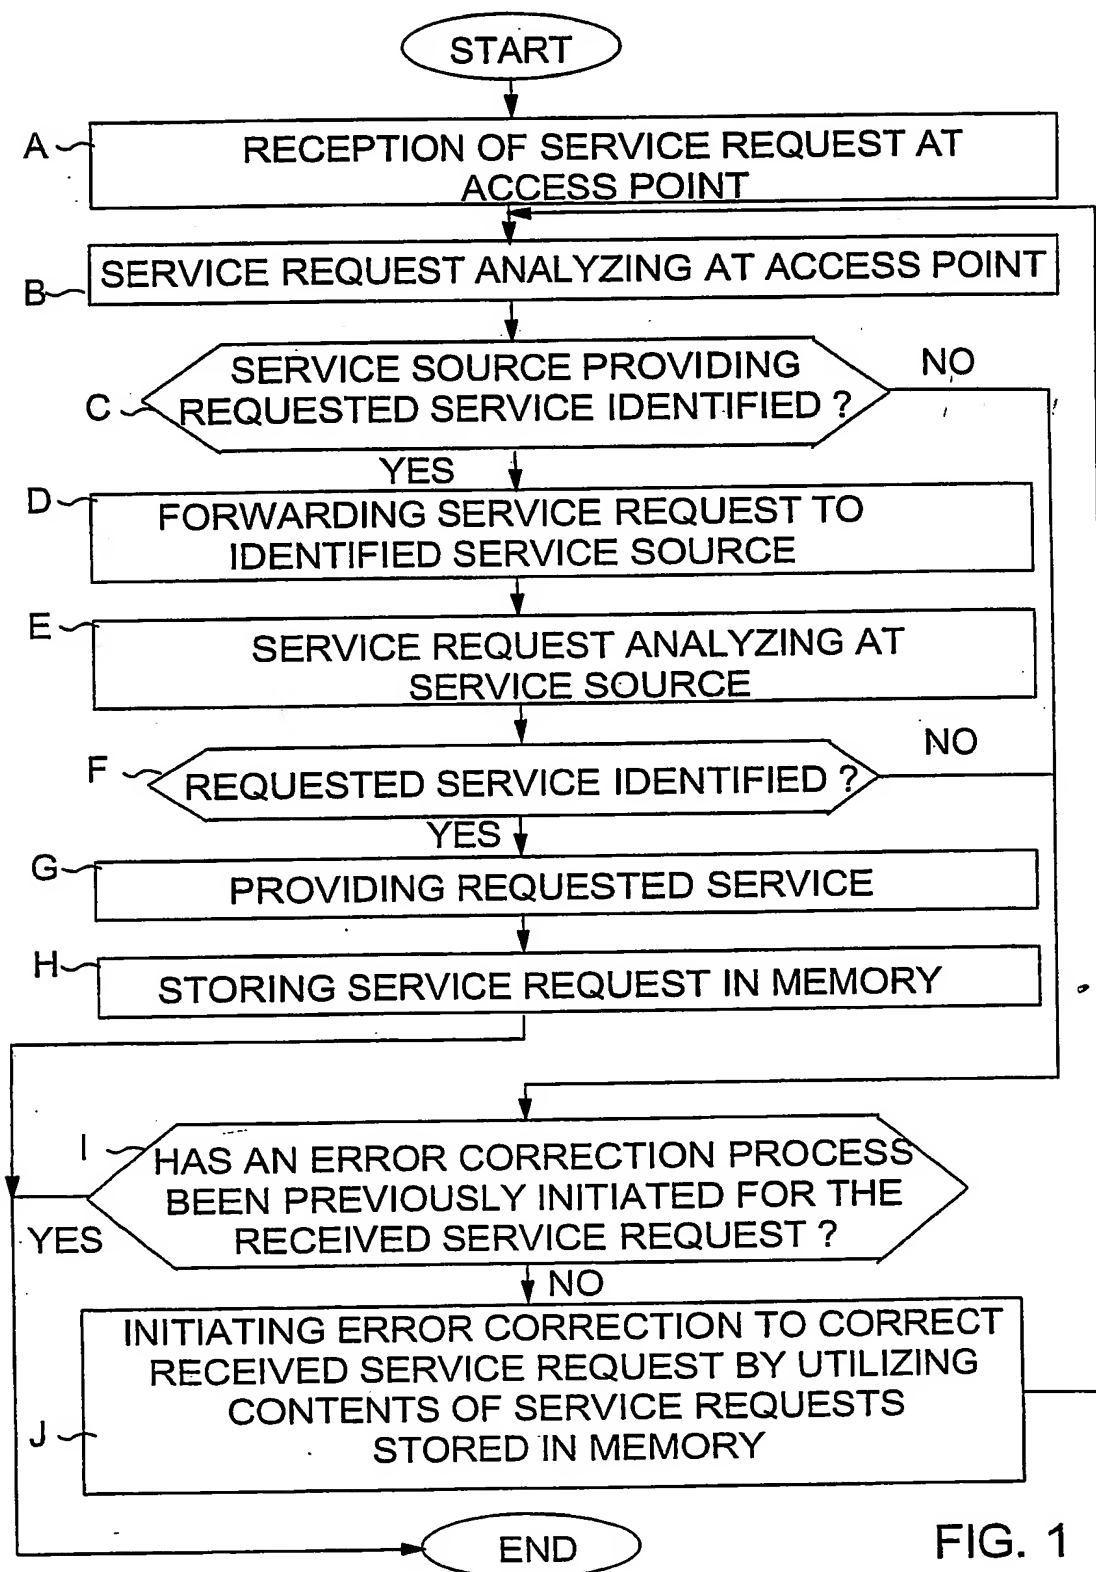 START
A
RECEPTION OF SERVICE REQUEST AT
ACCESS POINT
B
SERVICE REQUEST ANALYZING AT ACCESS POINT
C
SERVICE SOURCE PROVIDING
REQUESTED SERVICE IDENTIFIED ?
NO
YES
D
FORWARDING SERVICE REQUEST TO
IDENTIFIED SERVICE SOURCE
E
SERVICE REQUEST ANALYZING AT
SERVICE SOURCE
F
REQUESTED SERVICE IDENTIFIED ?
NO
YES
G
PROVIDING REQUESTED SERVICE
H
STORING SERVICE REQUEST IN MEMORY
I
HAS AN ERROR CORRECTION PROCESS
BEEN PREVIOUSLY INITIATED FOR THE
RECEIVED SERVICE REQUEST ?
YES
NO
J
INITIATING ERROR CORRECTION TO CORRECT
RECEIVED SERVICE REQUEST BY UTILIZING
CONTENTS OF SERVICE REQUESTS
STORED IN MEMORY
END
FIG. 1